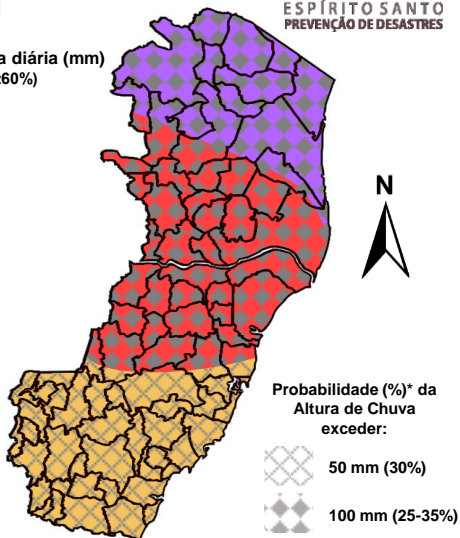 ESPÍRITO SANTO
PREVENÇÃO DE DESASTRES
a diária (mm)
60%)
N
Probabilidade (%)* da
Altura de Chuva
exceder:
50 mm (30%)
100 mm (25-35%)